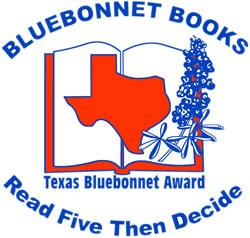 BLUEBONNET BOOKS
Texas Bluebonnet Award
Read Five Then Decide